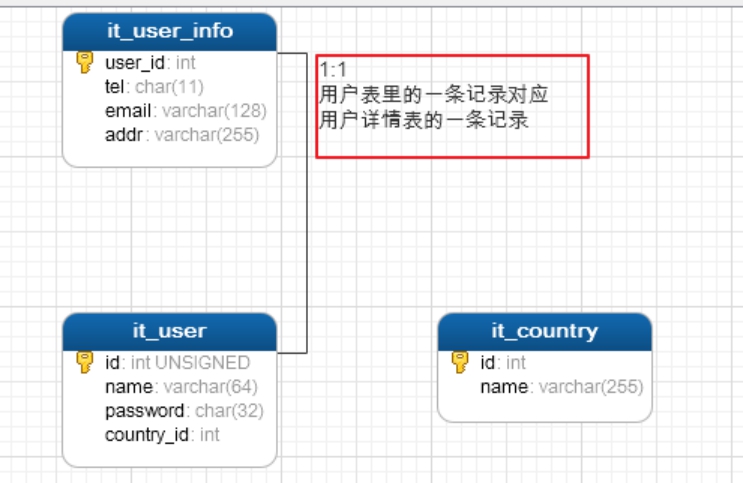 it_user_info
user_id: int
tel: char(11)
email: varchar(128)
addr: varchar(255)
1:1
用户表里的一条记录对应
用户详情表的一条记录
it_user
id: int UNSIGNED
name: varchar(64)
password: char(32)
country_id: int
it_country
id: int
name: varchar(255)